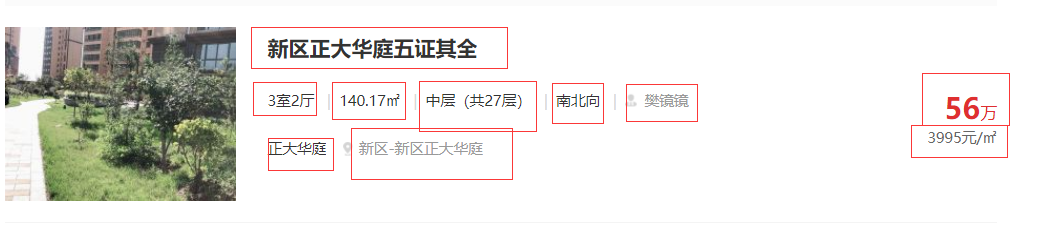 新区正大华庭五证其全
3室2厅 | 140.17㎡ | 中层（共27层） | 南北向 | 樊镜镜
56万
3995元/㎡
正大华庭 新区-新区正大华庭